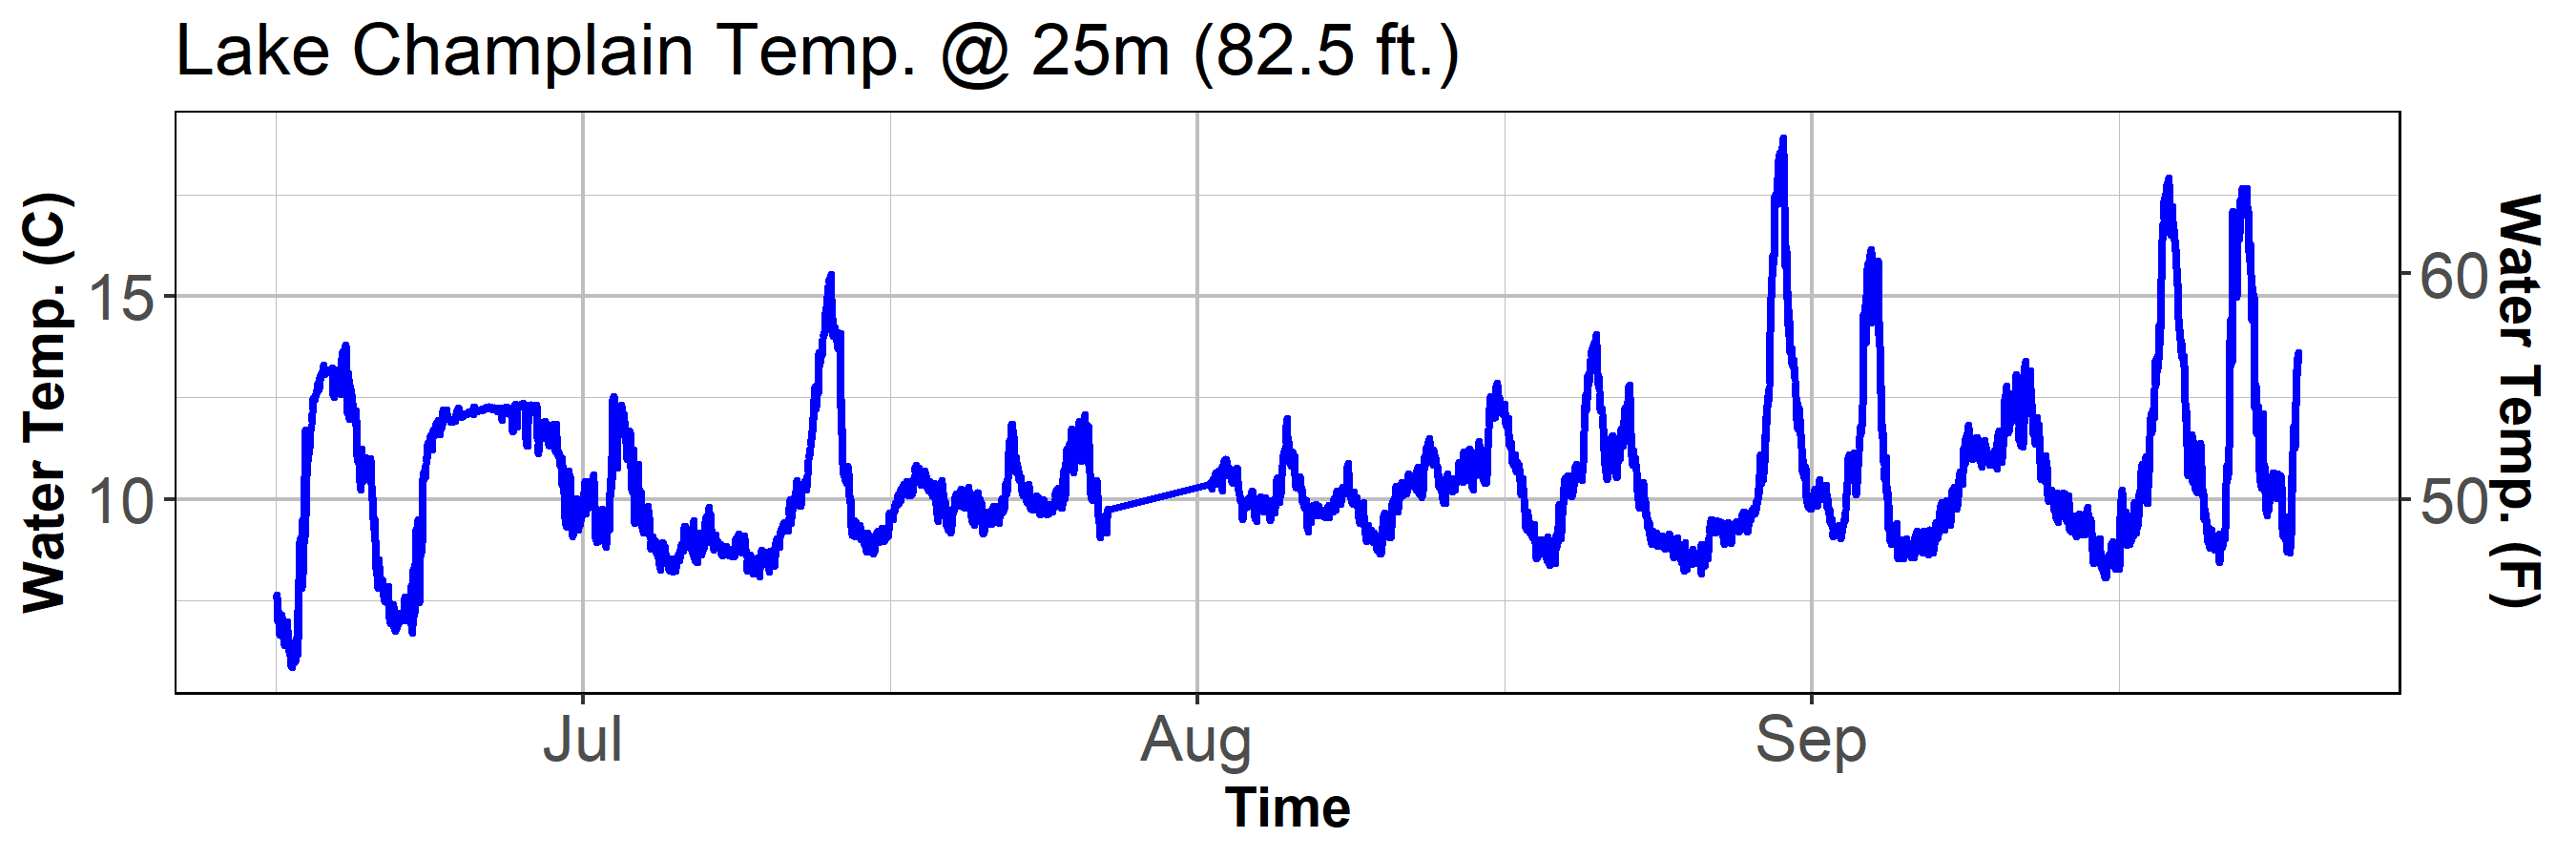 Lake Champlain Temp. @ 25m (82.5 ft.)
Water Temp. (C)
15
10
60
50
Water Temp. (F)
Jul
Aug
Sep
Time